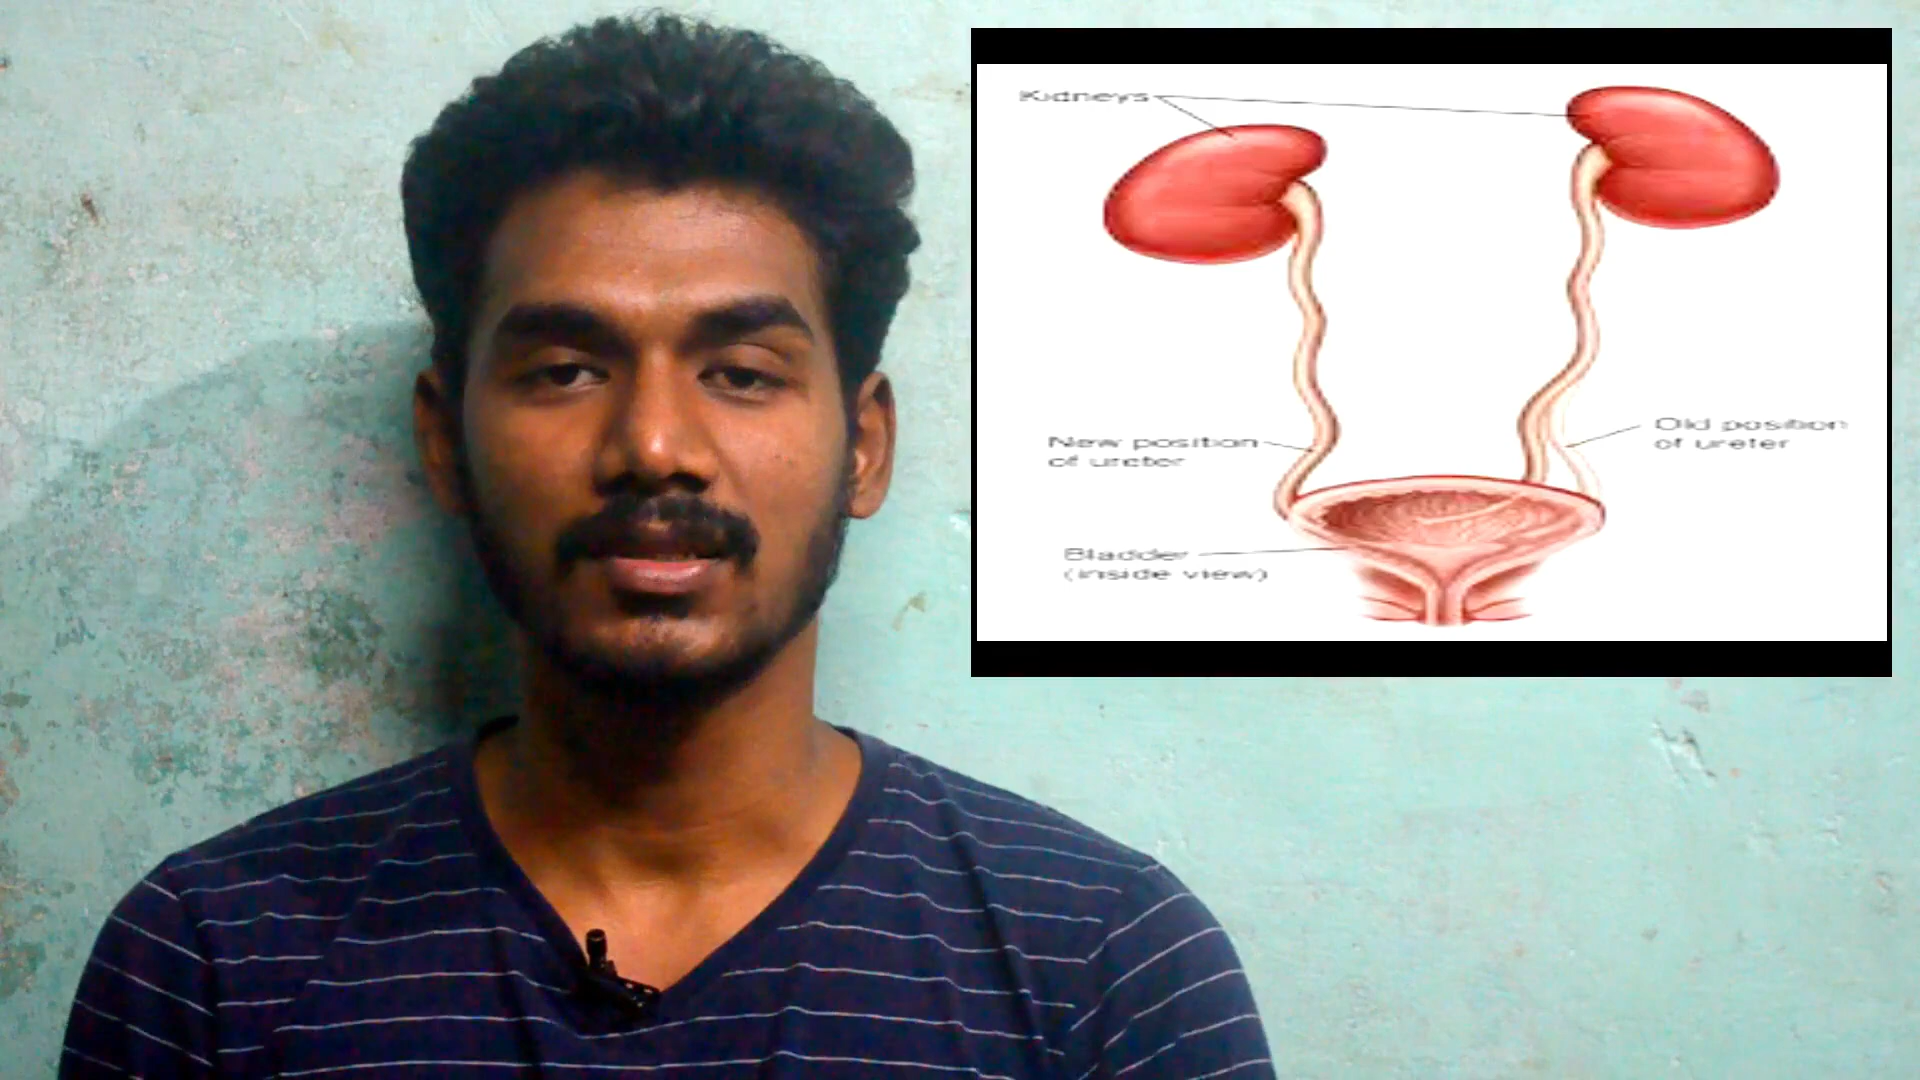 Kidneys
New position
of ureter
Old position
of ureter
Bladder
(inside view)